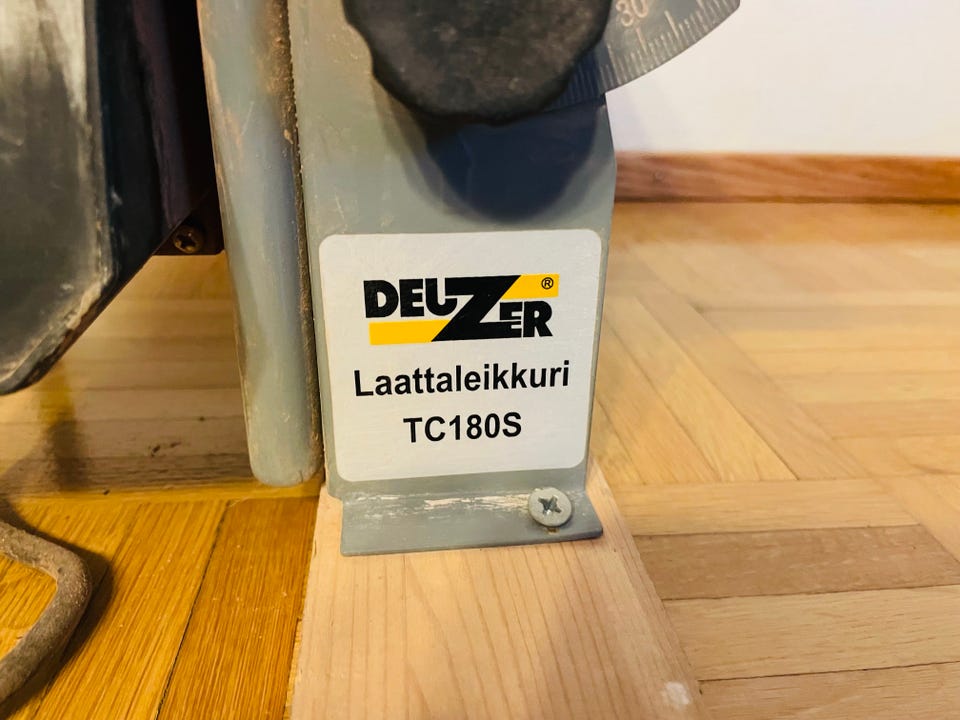 30
DEUZER®
Laattaleikkuri
TC180S